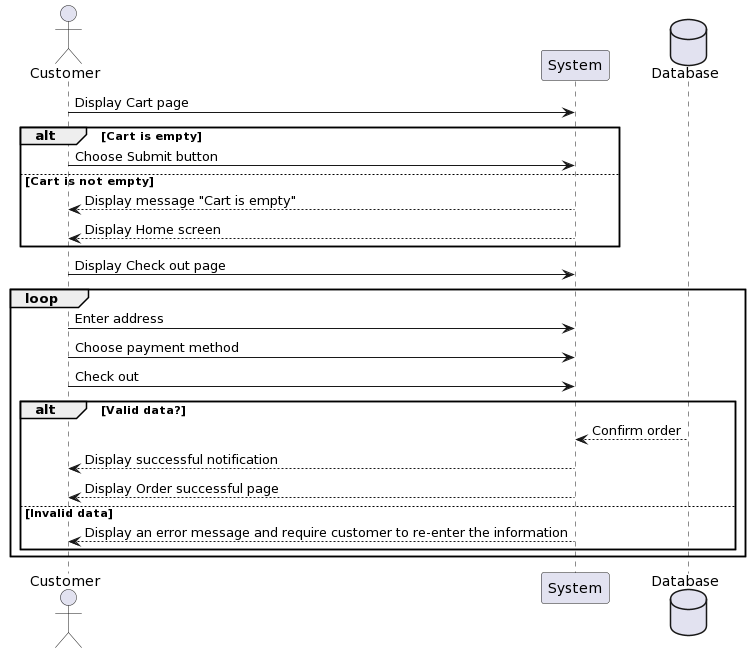 Customer
System
Database
Display Cart page
alt [Cart is empty]
Choose Submit button
[Cart is not empty]
Display message "Cart is empty"
Display Home screen
Display Check out page
loop
Enter address
Choose payment method
Check out
alt [Valid data?]
Confirm order
Display successful notification
Display Order successful page
[Invalid data]
Display an error message and require customer to re-enter the information
Customer
System
Database